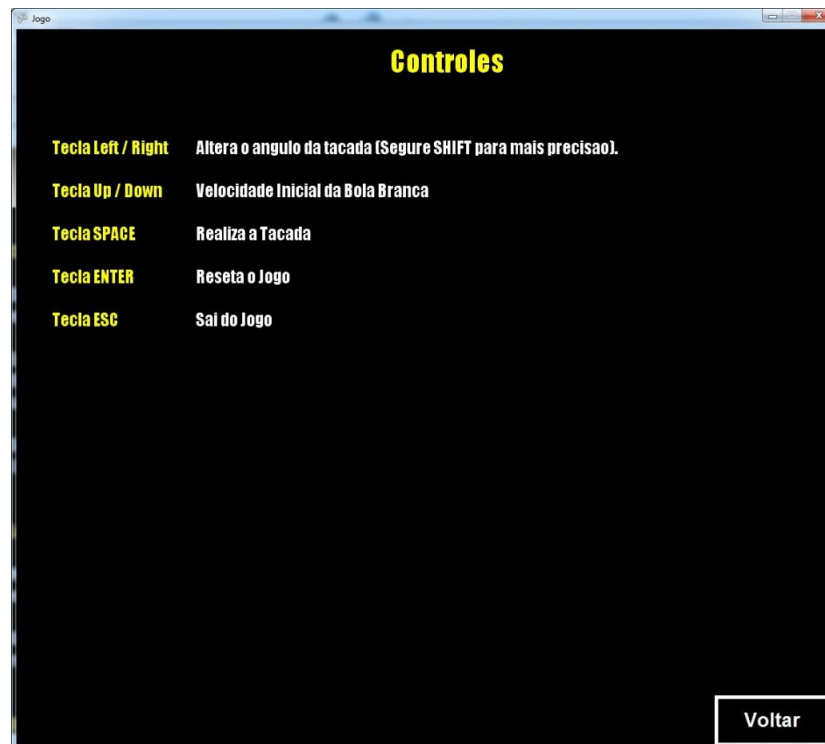 Jogo
Controles
Tecla Left / Right Altera o angulo da tacada (Segure SHIFT para mais precisao).
Tecla Up / Down Velocidade Inicial da Bola Branca
Tecla SPACE Realiza a Tacada
Tecla ENTER Reseta o Jogo
Tecla ESC Sai do Jogo
Voltar